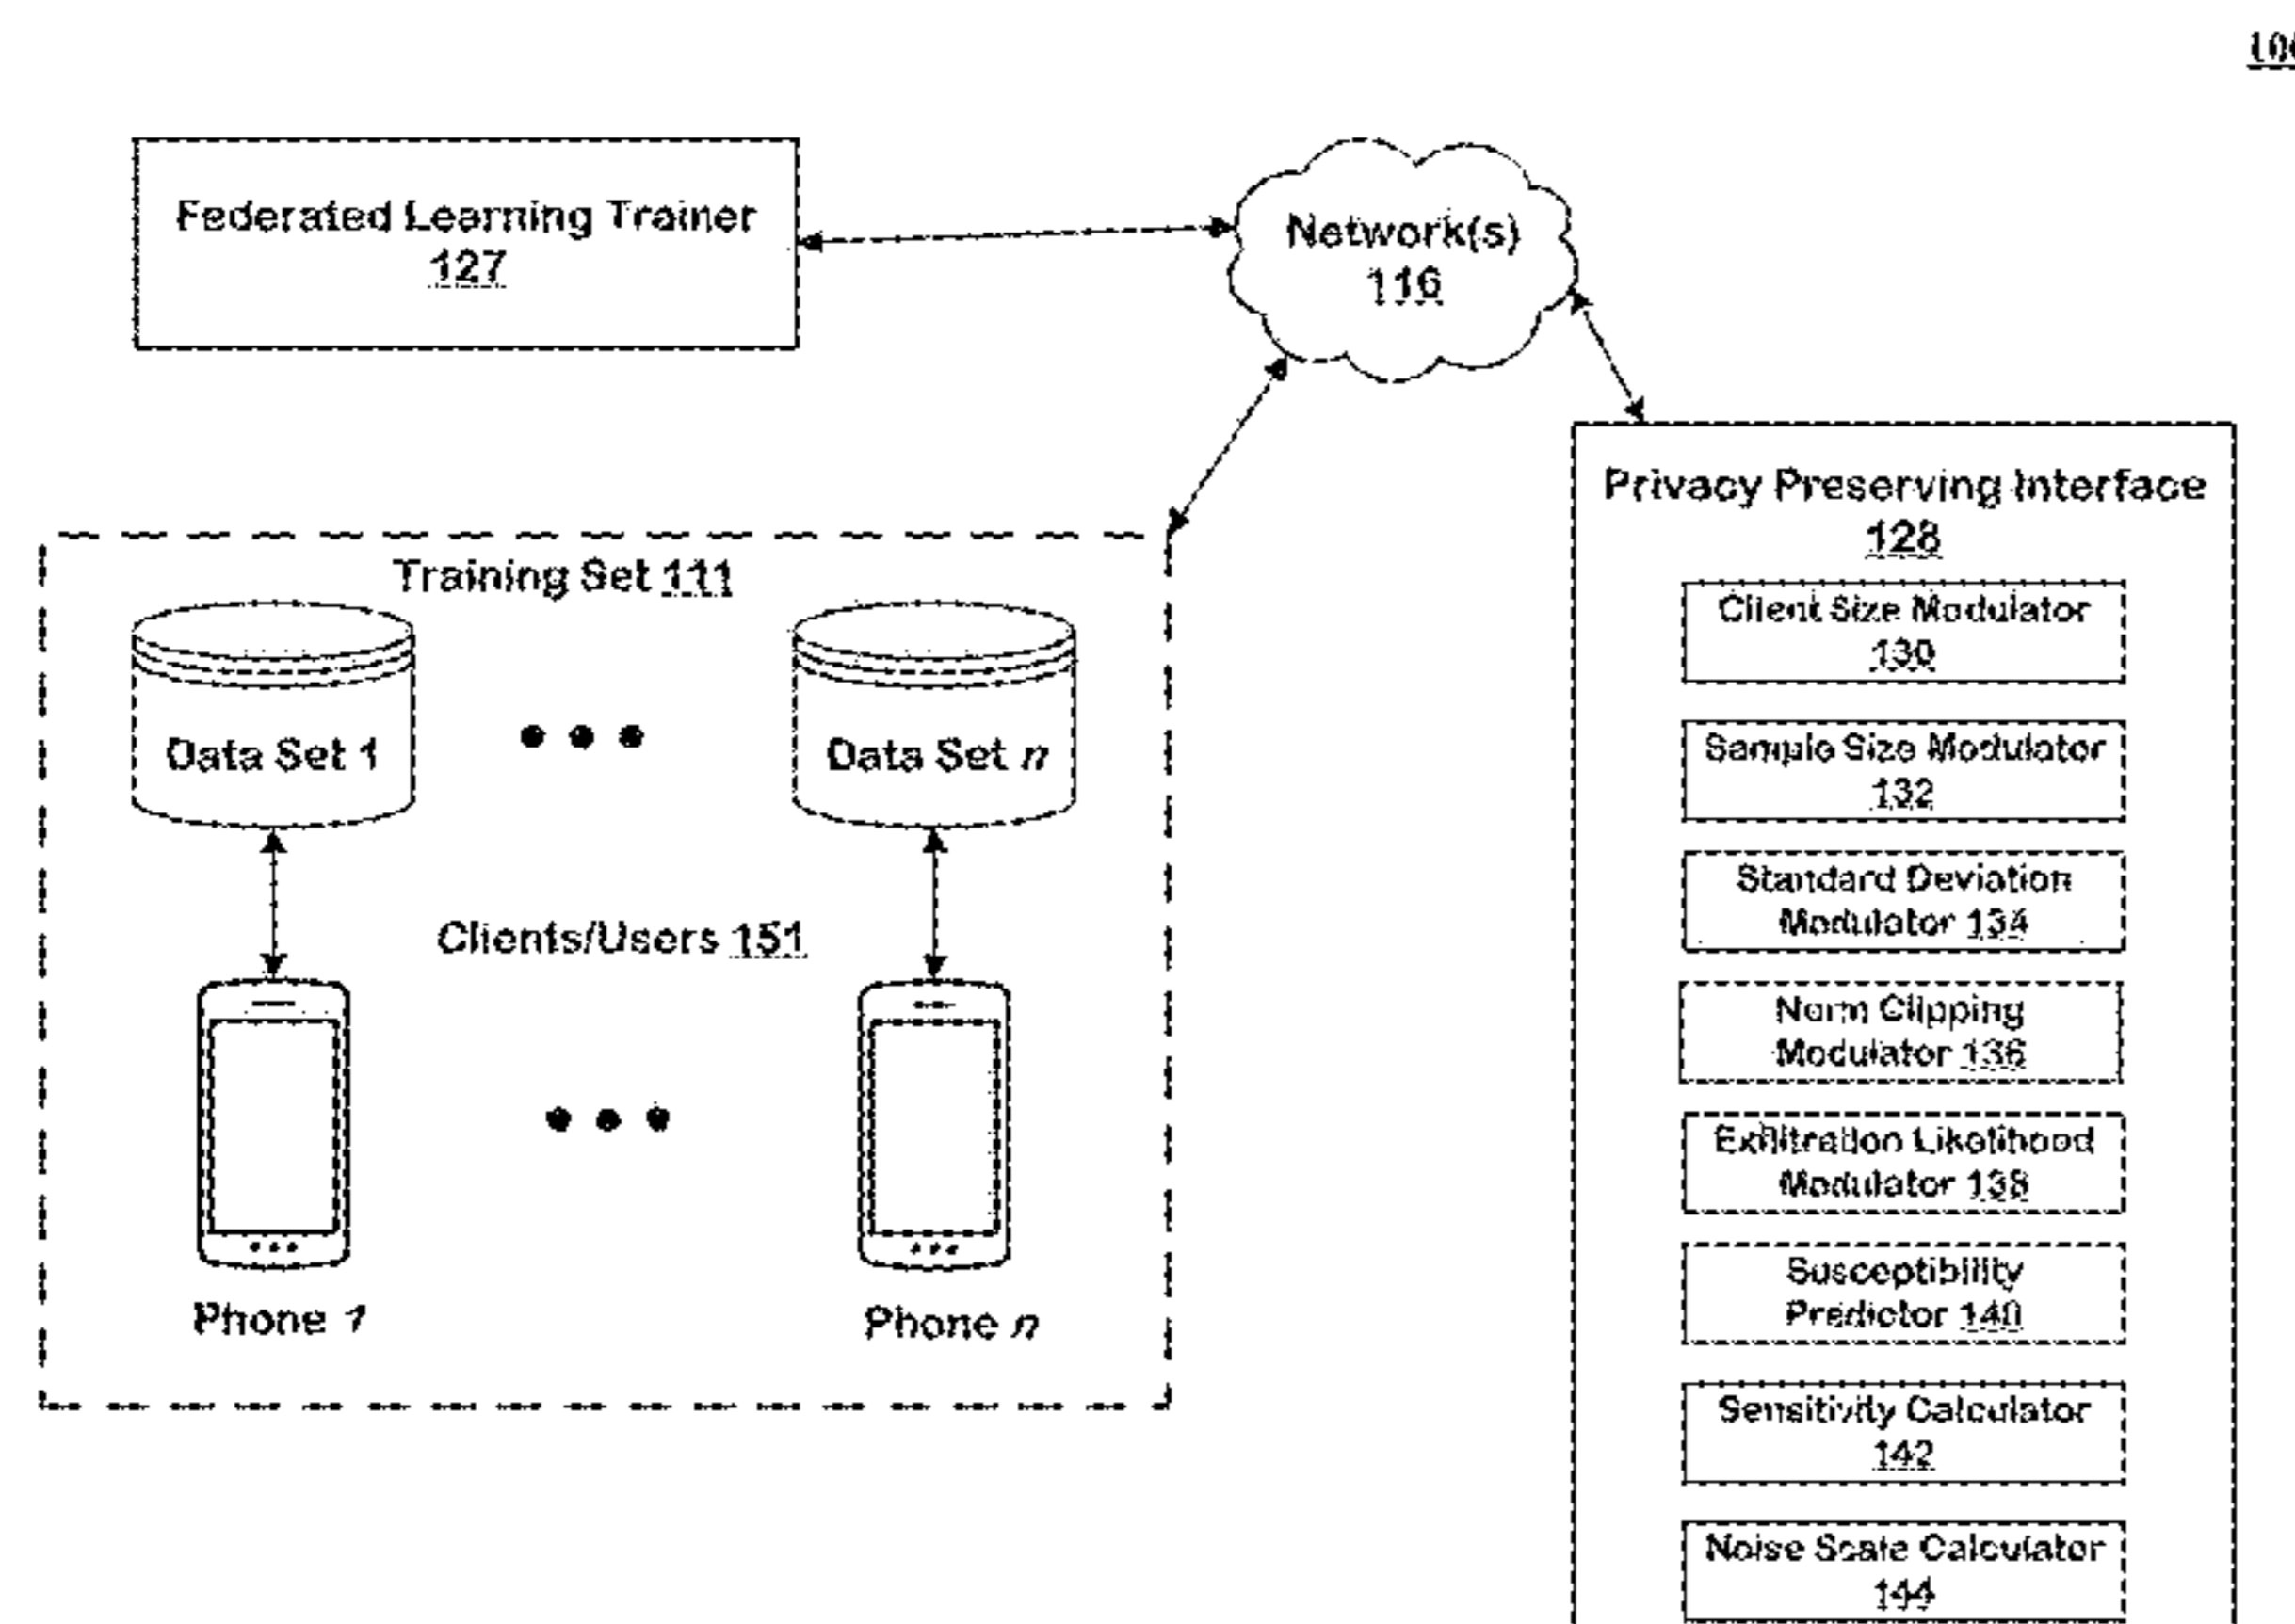 Federated Learning Trainer
127
Network(s)
116
Training Set 111
Data Set 1
Data Set n
Clients/Users 151
Phone 1
Phone n
Privacy Preserving Interface
128
Client Size Modulator
130
Sample Size Modulator
132
Standard Deviation
Modulator 134
Norm Clipping
Modulator 136
Exfiltration Likelihood
Modulator 138
Susceptibility
Predictor 140
Sensitivity Calculator
142
Noise Scale Calculator
144